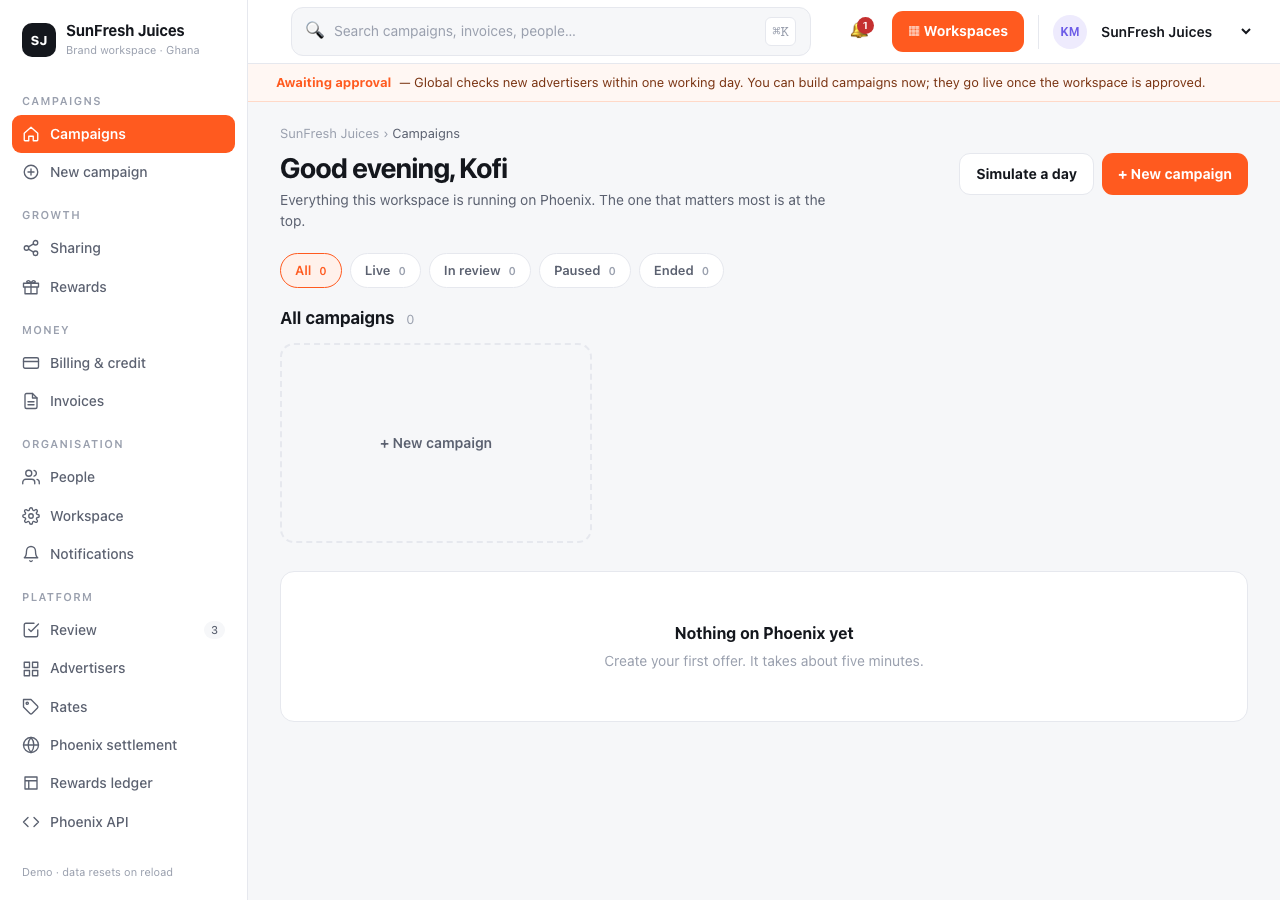 SJ
SunFresh Juices
Brand workspace · Ghana
CAMPAIGNS
Campaigns
New campaign
GROWTH
Sharing
Rewards
MONEY
Billing & credit
Invoices
ORGANISATION
People
Workspace
Notifications
PLATFORM
Review 3
Advertisers
Rates
Phoenix settlement
Rewards ledger
Phoenix API
Demo · data resets on reload
Search campaigns, invoices, people... ⌘K
1
Workspaces
KM
SunFresh Juices
Awaiting approval — Global checks new advertisers within one working day. You can build campaigns now; they go live once the workspace is approved.
SunFresh Juices › Campaigns
Good evening, Kofi
Everything this workspace is running on Phoenix. The one that matters most is at the
top.
Simulate a day
+ New campaign
All 0 Live 0 In review 0 Paused 0 Ended 0
All campaigns 0
+ New campaign
Nothing on Phoenix yet
Create your first offer. It takes about five minutes.